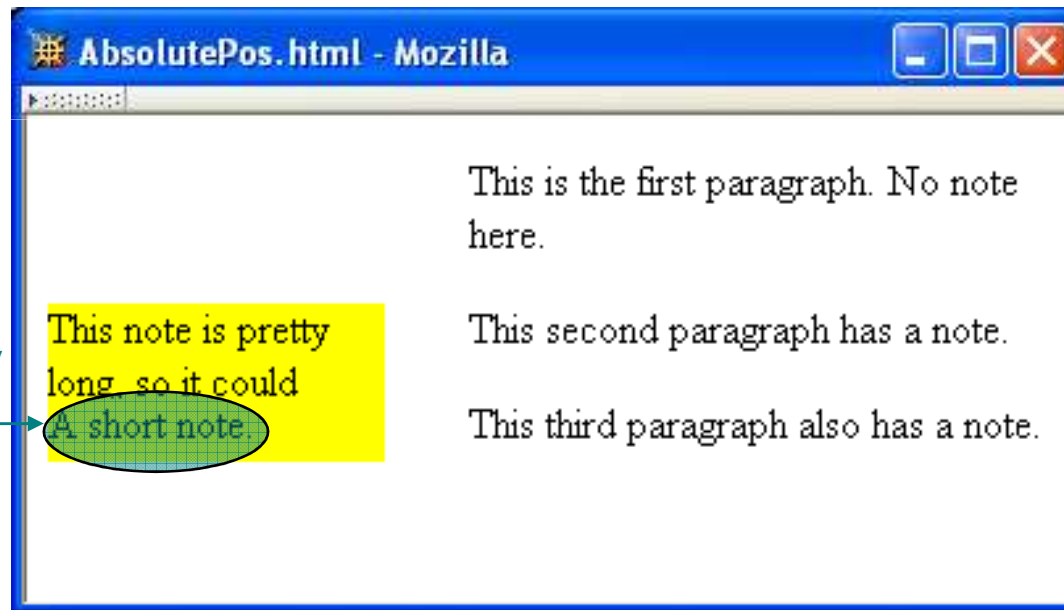 AbsolutePos.html - Mozilla
This is the first paragraph. No note
here.
This note is pretty
long, so it could
A short note.
This second paragraph has a note.
This third paragraph also has a note.